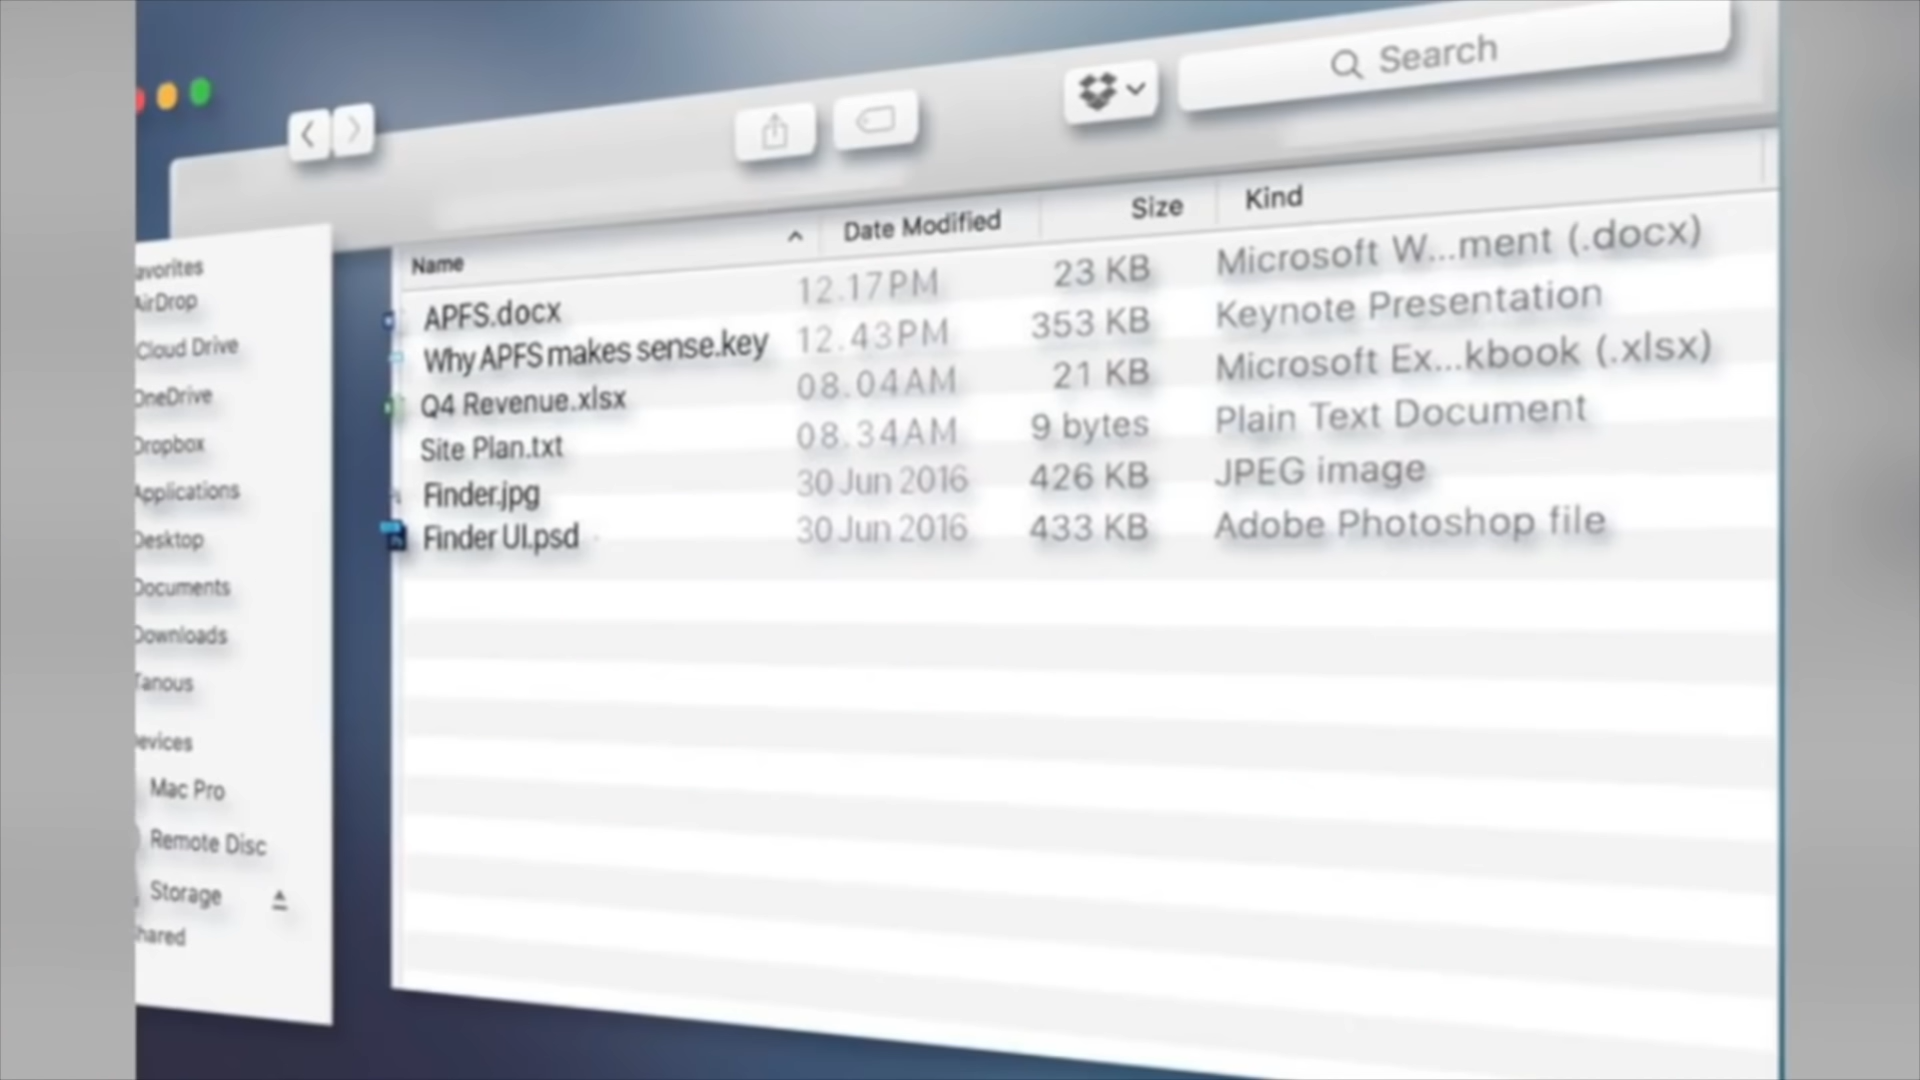 Search
Name Date Modified Size Kind
APFS.docx 12.17PM 23 KB Microsoft W...ment (.docx)
Why APFS makes sense.key 12.43PM 353 KB Keynote Presentation
Q4 Revenue.xlsx 08.04AM 21 KB Microsoft Ex...kbook (.xlsx)
Site Plan.txt 08.34AM 9 bytes Plain Text Document
Finder.jpg 30 Jun 2016 426 KB JPEG image
Finder UI.psd 30 Jun 2016 433 KB Adobe Photoshop file
avorites
AirDrop
Cloud Drive
OneDrive
Dropbox
Applications
Desktop
Documents
Downloads
Tanous
evices
Mac Pro
Remote Disc
Storage
hared